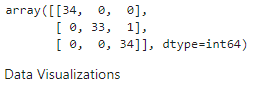 array([[34, 0, 0],
[ 0, 33, 1],
[ 0, 0, 34]], dtype=int64)
Data Visualizations